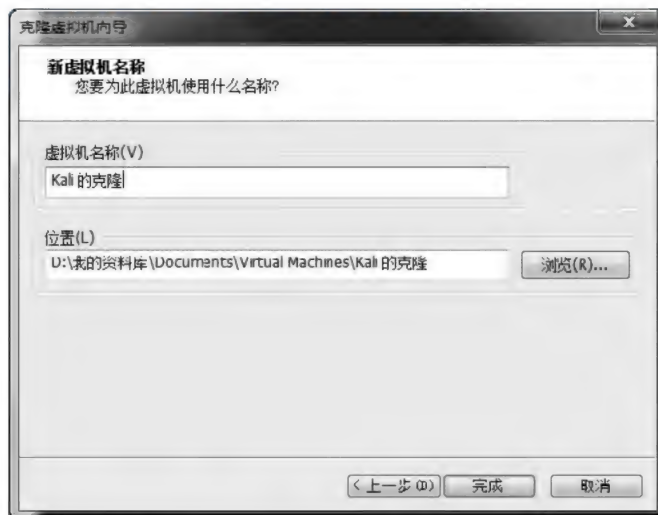 克隆虚拟机向导
新虚拟机名称
您要为此虚拟机使用什么名称?
虚拟机名称(V)
Kali 的克隆
位置(L)
D:\我的资料库\Documents\Virtual Machines\Kali 的克隆
浏览(R)...
< 上一步(B)
完成
取消